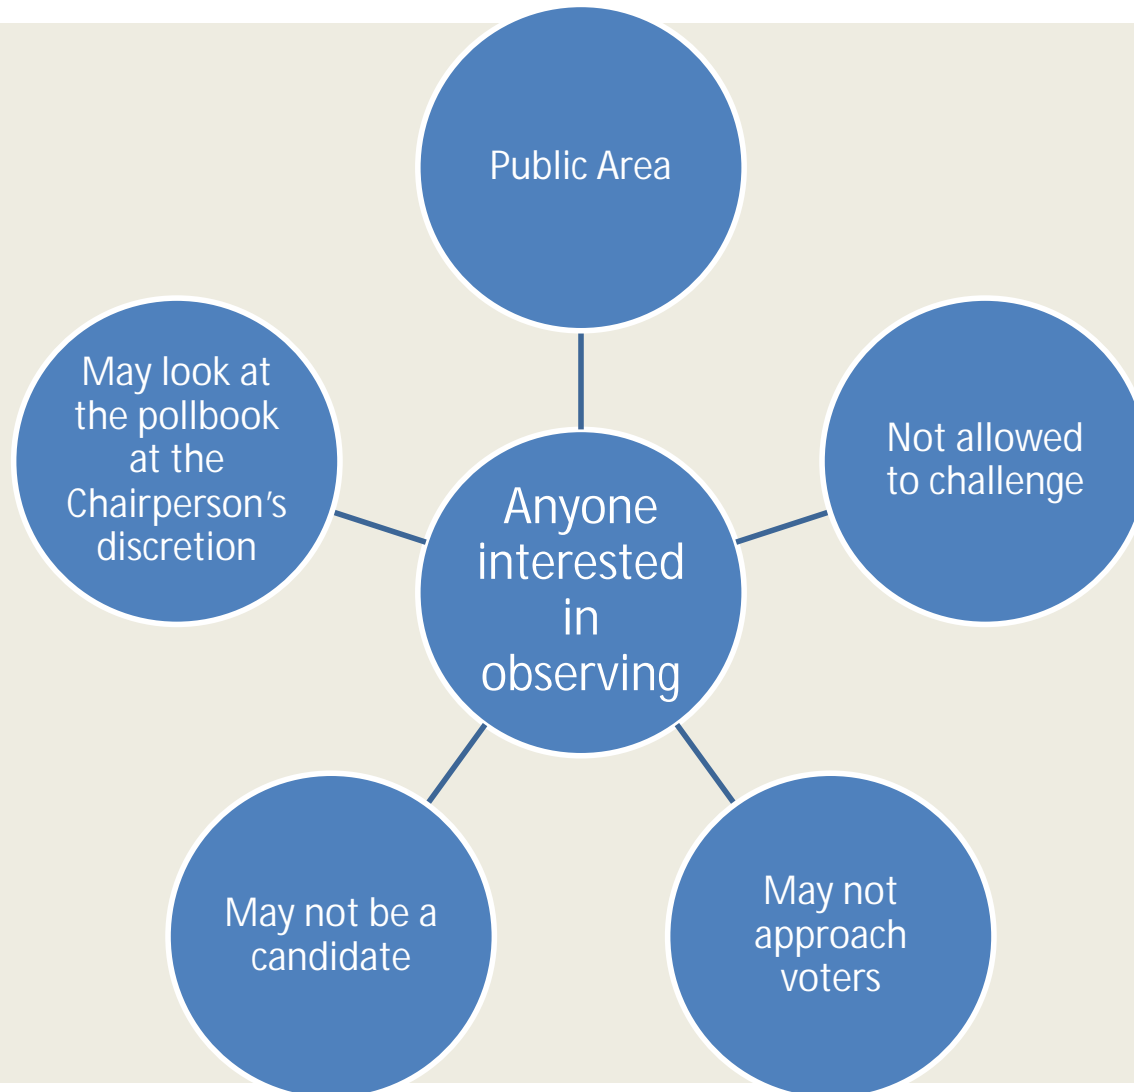 Public Area
May look at
the pollbook
at the
Chairperson's
discretion
Not allowed
to challenge
Anyone
interested
in
observing
May not be a
candidate
May not
approach
voters